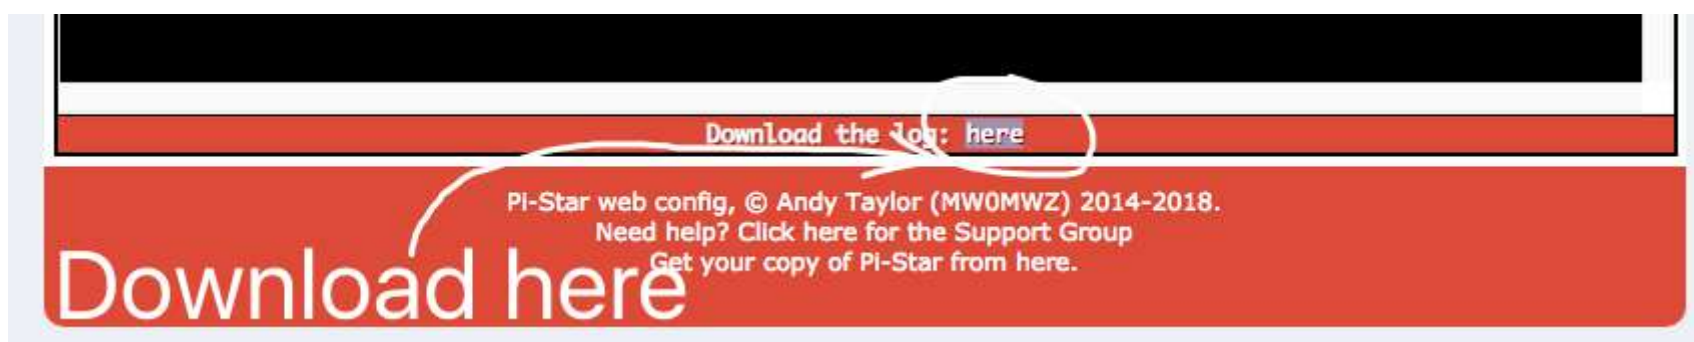 Download the log: here
Pi-Star web config, © Andy Taylor (MW0MWZ) 2014-2018.
Need help? Click here for the Support Group
Get your copy of Pi-Star from here.
Download here